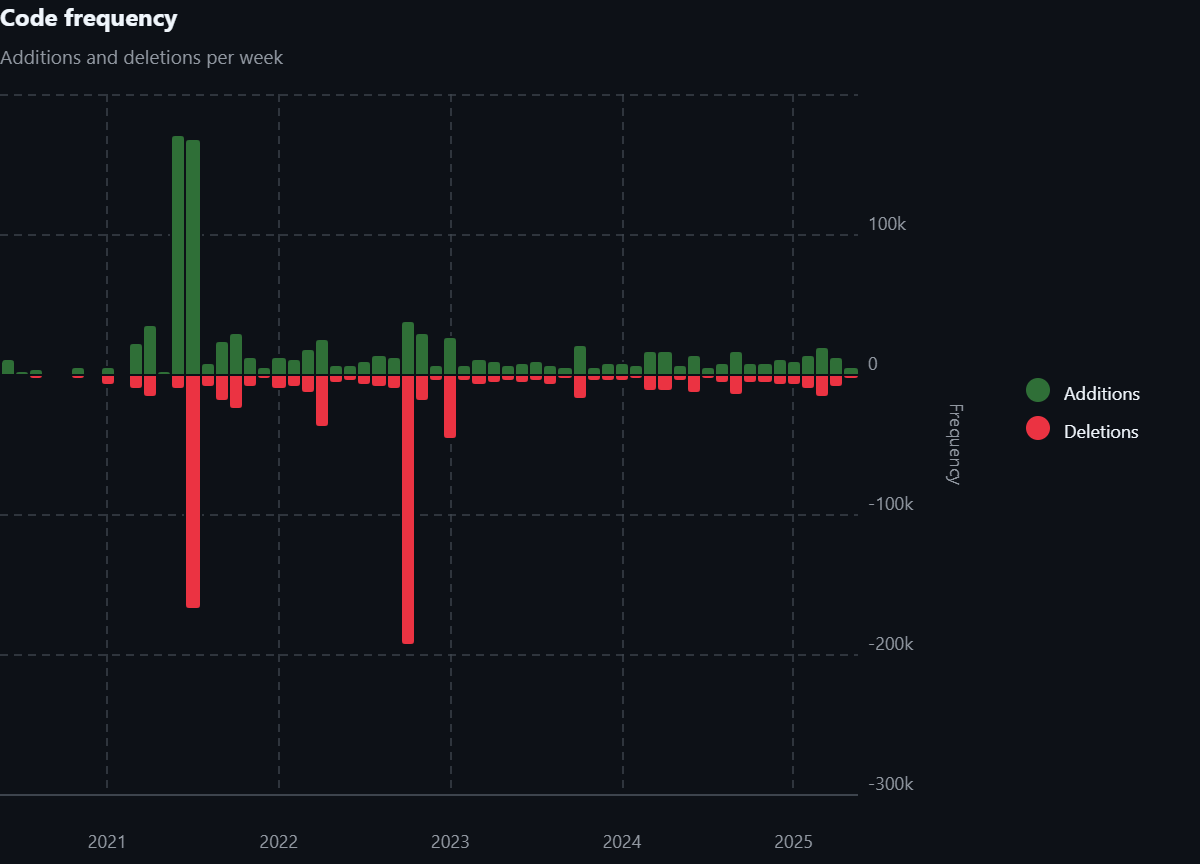 Code frequency
Additions and deletions per week
100k
0
-100k
-200k
-300k
Frequency
2021
2022
2023
2024
2025
Additions
Deletions